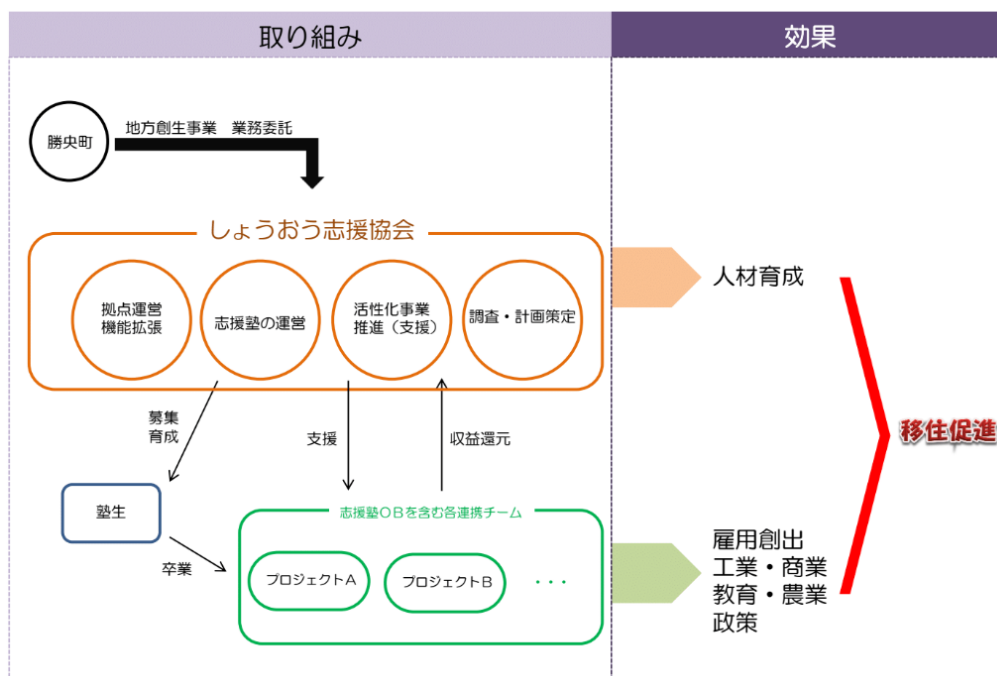 取り組み
効果
勝央町
地方創生事業　業務委託
しょうおう志援協会
拠点運営
機能拡張
志援塾の運営
活性化事業
推進（支援）
調査・計画策定
人材育成
募集
育成
支援
収益還元
移住促進
塾生
卒業
志援塾ＯＢを含む各連携チーム
プロジェクトＡ
プロジェクトＢ
・・・
雇用創出
工業・商業
教育・農業
政策